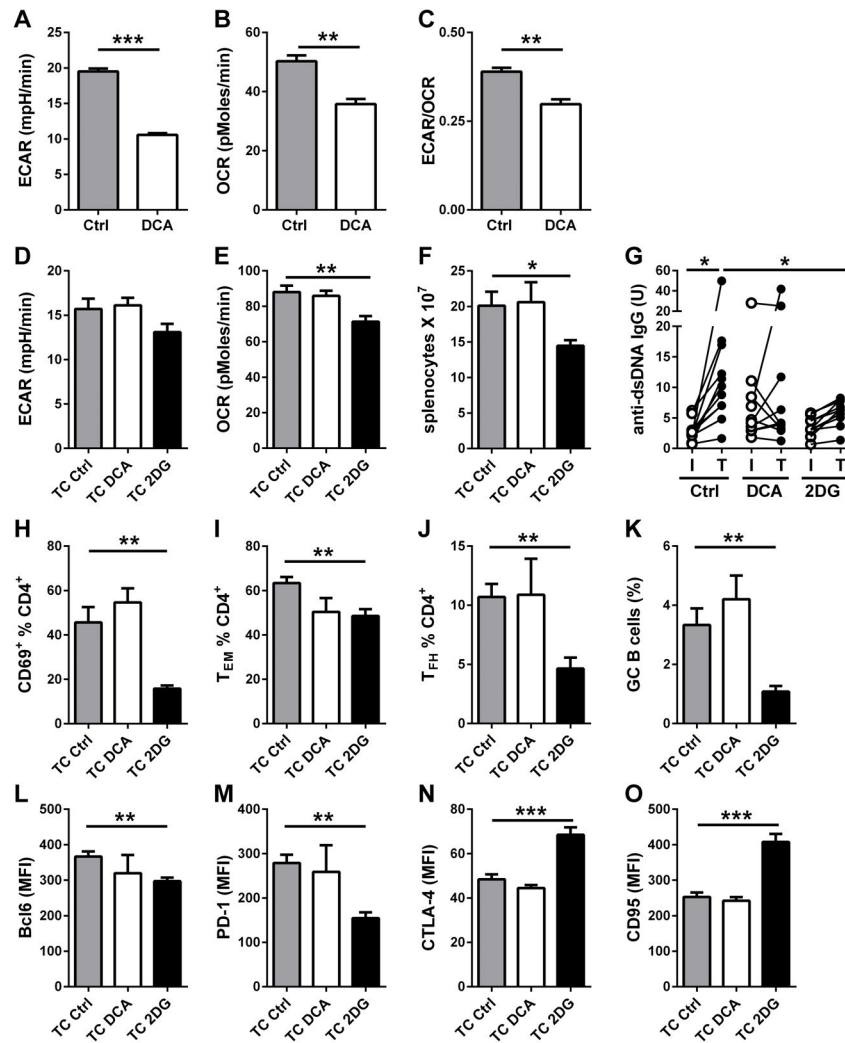 A
ECAR (mpH/min)
25
20
15
10
5
0
***
Ctrl
DCA
B
OCR (pMoles/min)
60
40
20
0
**
Ctrl
DCA
C
ECAR/OCR
0.50
0.25
0.00
**
Ctrl
DCA
D
ECAR (mpH/min)
20
15
10
5
0
TC Ctrl
TC DCA
TC 2DG
E
OCR (pMoles/min)
100
80
60
40
20
0
**
TC Ctrl
TC DCA
TC 2DG
F
splenocytes X 10⁷
25
20
15
10
5
0
*
TC Ctrl
TC DCA
TC 2DG
G
anti-dsDNA IgG (U)
60
50
40
30
20
15
10
5
0
*
*
I T I T I T
Ctrl DCA 2DG
H
CD69⁺ % CD4⁺
80
60
40
20
0
**
TC Ctrl
TC DCA
TC 2DG
I
T_EM % CD4⁺
80
60
40
20
0
**
TC Ctrl
TC DCA
TC 2DG
J
T_FH % CD4⁺
15
10
5
0
**
TC Ctrl
TC DCA
TC 2DG
K
GC B cells (%)
6
4
2
0
**
TC Ctrl
TC DCA
TC 2DG
L
Bcl6 (MFI)
500
400
300
200
100
0
**
TC Ctrl
TC DCA
TC 2DG
M
PD-1 (MFI)
400
300
200
100
0
**
TC Ctrl
TC DCA
TC 2DG
N
CTLA-4 (MFI)
80
60
40
20
0
***
TC Ctrl
TC DCA
TC 2DG
O
CD95 (MFI)
500
400
300
200
100
0
***
TC Ctrl
TC DCA
TC 2DG